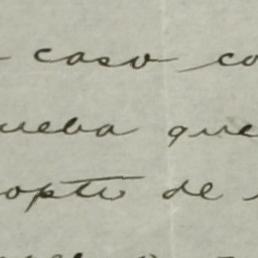 caso co
ueba que
opte de